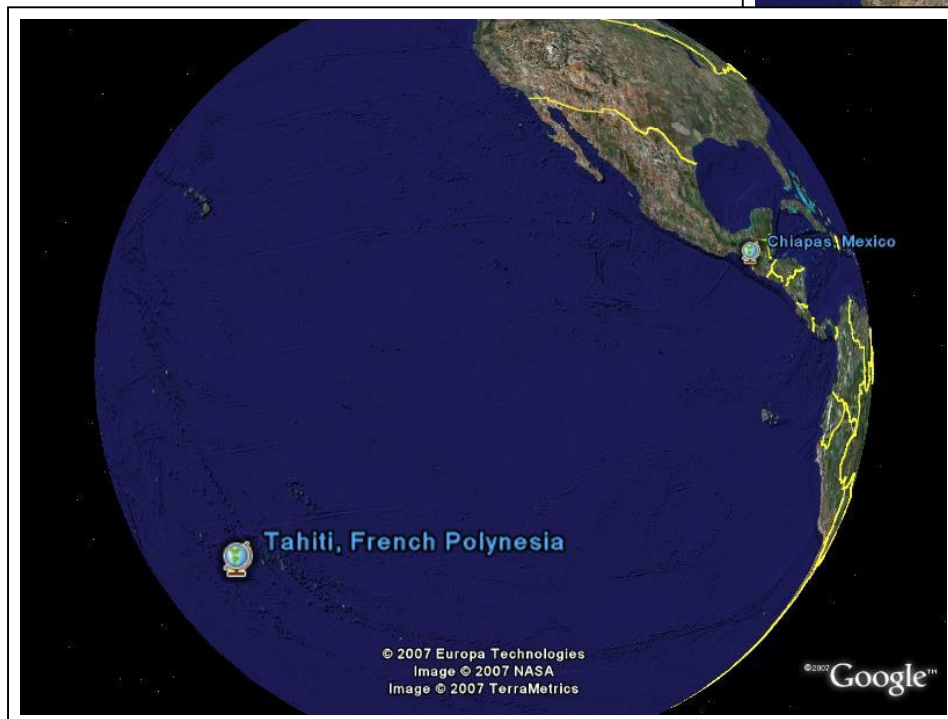 Chiapas, Mexico
Tahiti, French Polynesia
© 2007 Europa Technologies
Image © 2007 NASA
Image © 2007 TerraMetrics
©2007 Google™